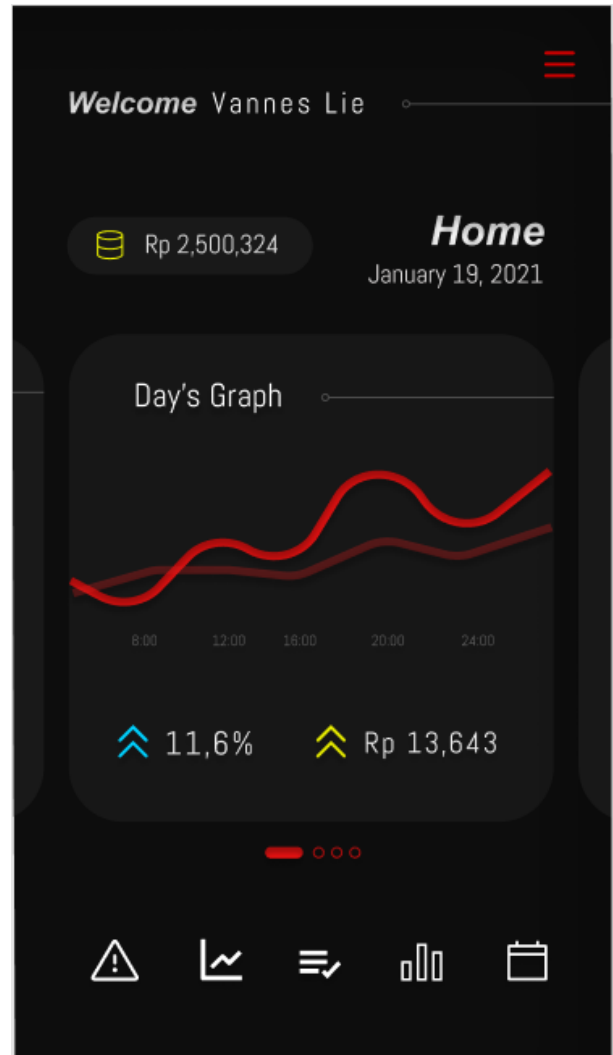 Welcome Vannes Lie
Rp 2,500,324
Home
January 19, 2021
Day's Graph
8:00 12:00 16:00 20:00 24:00
11,6% Rp 13,643